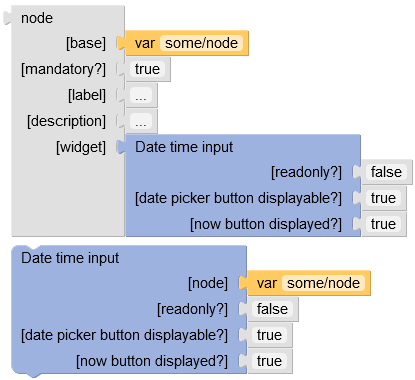 node
[base] var some/node
[mandatory?] true
[label] ...
[description] ...
[widget] Date time input
[readonly?] false
[date picker button displayable?] true
[now button displayed?] true
Date time input
[node] var some/node
[readonly?] false
[date picker button displayable?] true
[now button displayed?] true